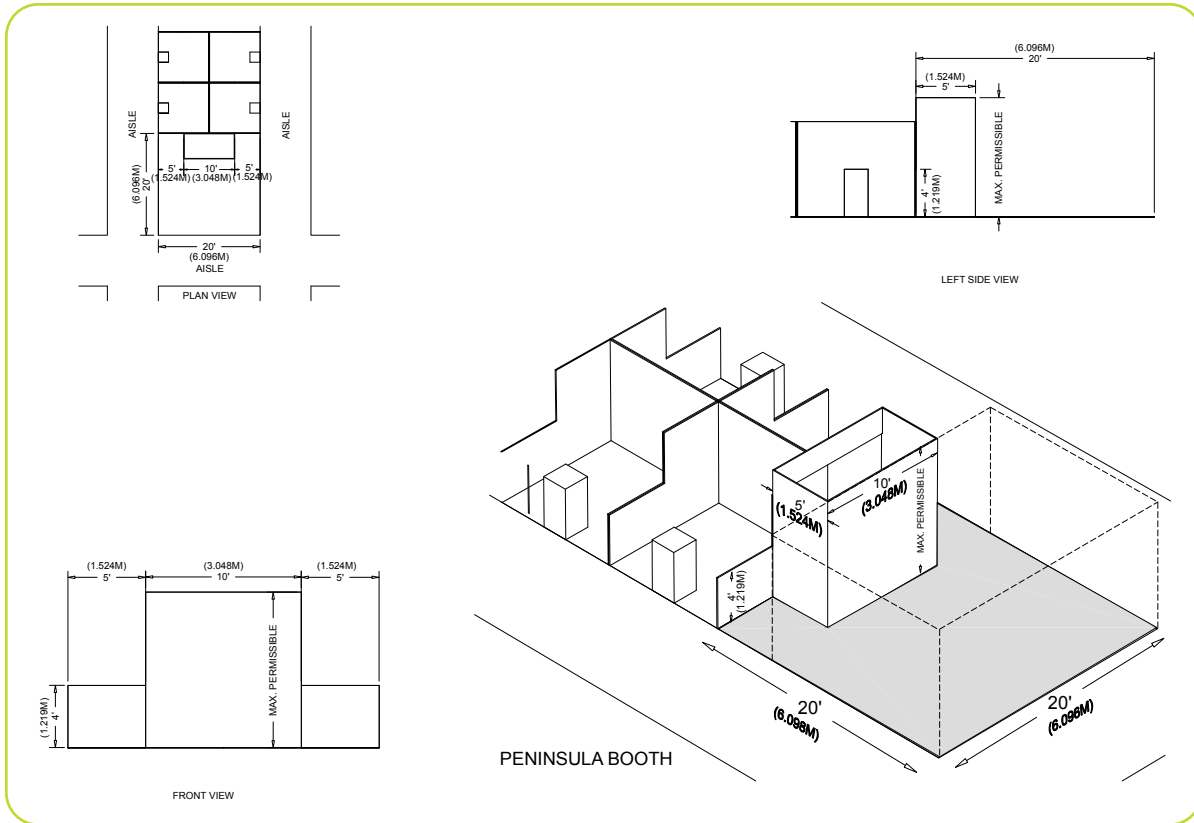 AISLE
AISLE
5'
10'
5'
(1.524M)
(3.048M)
(1.524M)
20'
(6.096M)
20'
(6.096M)
AISLE
PLAN VIEW
(6.096M)
20'
(1.524M)
5'
MAX. PERMISSIBLE
4'
(1.219M)
LEFT SIDE VIEW
(1.524M)
5'
(3.048M)
10'
(1.524M)
5'
MAX. PERMISSIBLE
(1.219M)
4'
FRONT VIEW
5'
(1.524M)
10'
(3.048M)
MAX. PERMISSIBLE
4'
(1.219M)
20'
(6.098M)
20'
(6.096M)
PENINSULA BOOTH